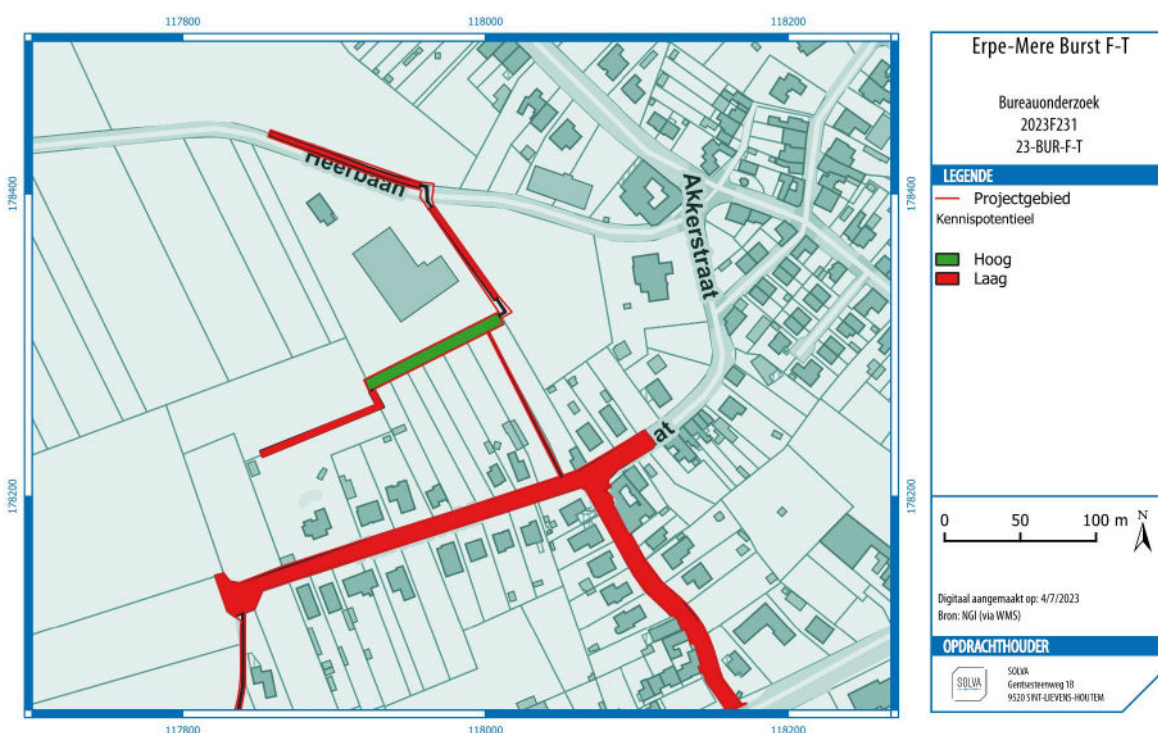 117800
118000
118200
178400
178400
178200
178200
Heerbaan
Akkerstraat
at
117800
118000
118200
Erpe-Mere Burst F-T
Bureauonderzoek
2023F231
23-BUR-F-T
LEGENDE
Projectgebied
Kennispotentieel
Hoog
Laag
0 50 100 m
N
Digitaal aangemaakt op: 4/7/2023
Bron: NGI (via WMS)
OPDRACHTHOUDER
SOLVA
SOLVA
Gentsesteenweg 1B
9520 SINT-LIEVENS-HOUTEM